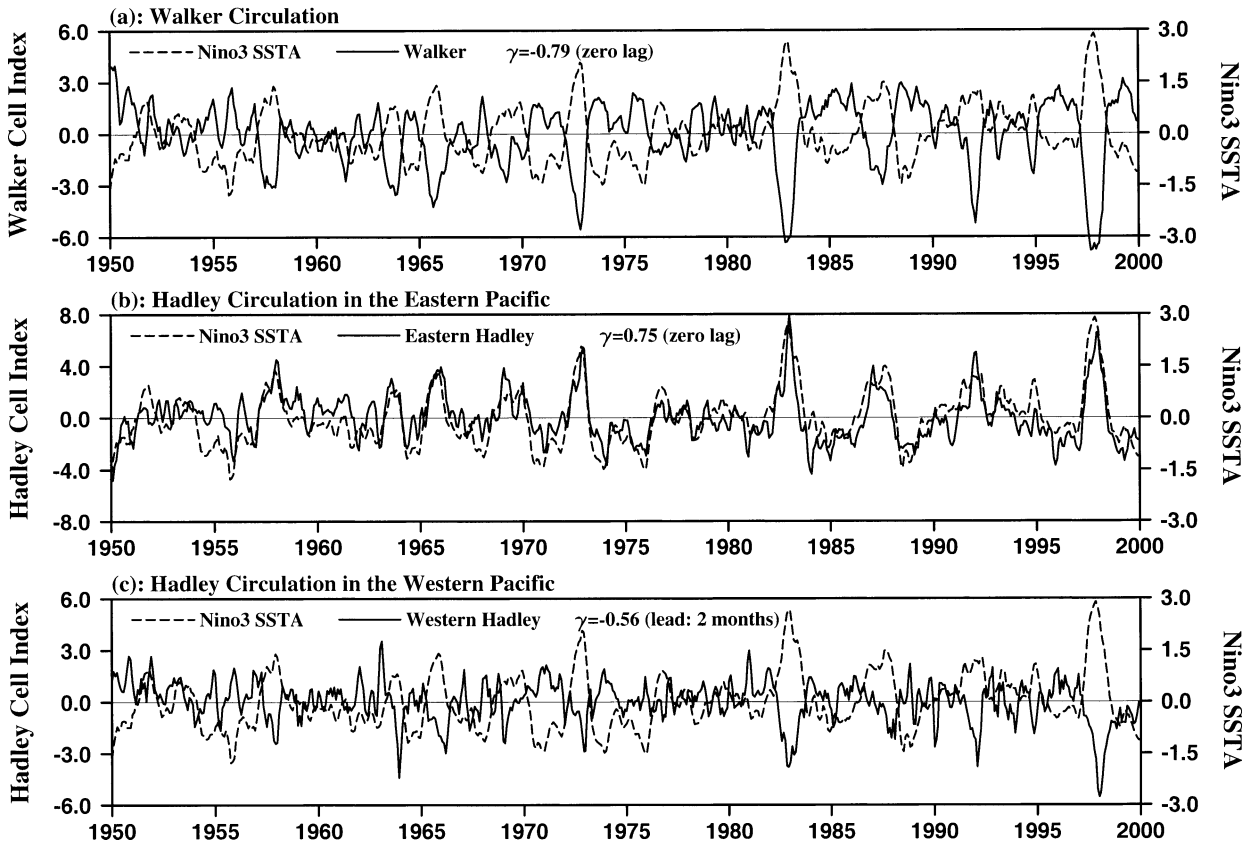 (a): Walker Circulation
Nino3 SSTA Walker γ=-0.79 (zero lag)
Walker Cell Index
6.0
3.0
0.0
-3.0
-6.0
3.0
1.5
0.0
-1.5
-3.0
Nino3 SSTA
1950 1955 1960 1965 1970 1975 1980 1985 1990 1995 2000
(b): Hadley Circulation in the Eastern Pacific
Nino3 SSTA Eastern Hadley γ=0.75 (zero lag)
Hadley Cell Index
8.0
4.0
0.0
-4.0
-8.0
3.0
1.5
0.0
-1.5
-3.0
Nino3 SSTA
1950 1955 1960 1965 1970 1975 1980 1985 1990 1995 2000
(c): Hadley Circulation in the Western Pacific
Nino3 SSTA Western Hadley γ=-0.56 (lead: 2 months)
Hadley Cell Index
6.0
3.0
0.0
-3.0
-6.0
3.0
1.5
0.0
-1.5
-3.0
Nino3 SSTA
1950 1955 1960 1965 1970 1975 1980 1985 1990 1995 2000